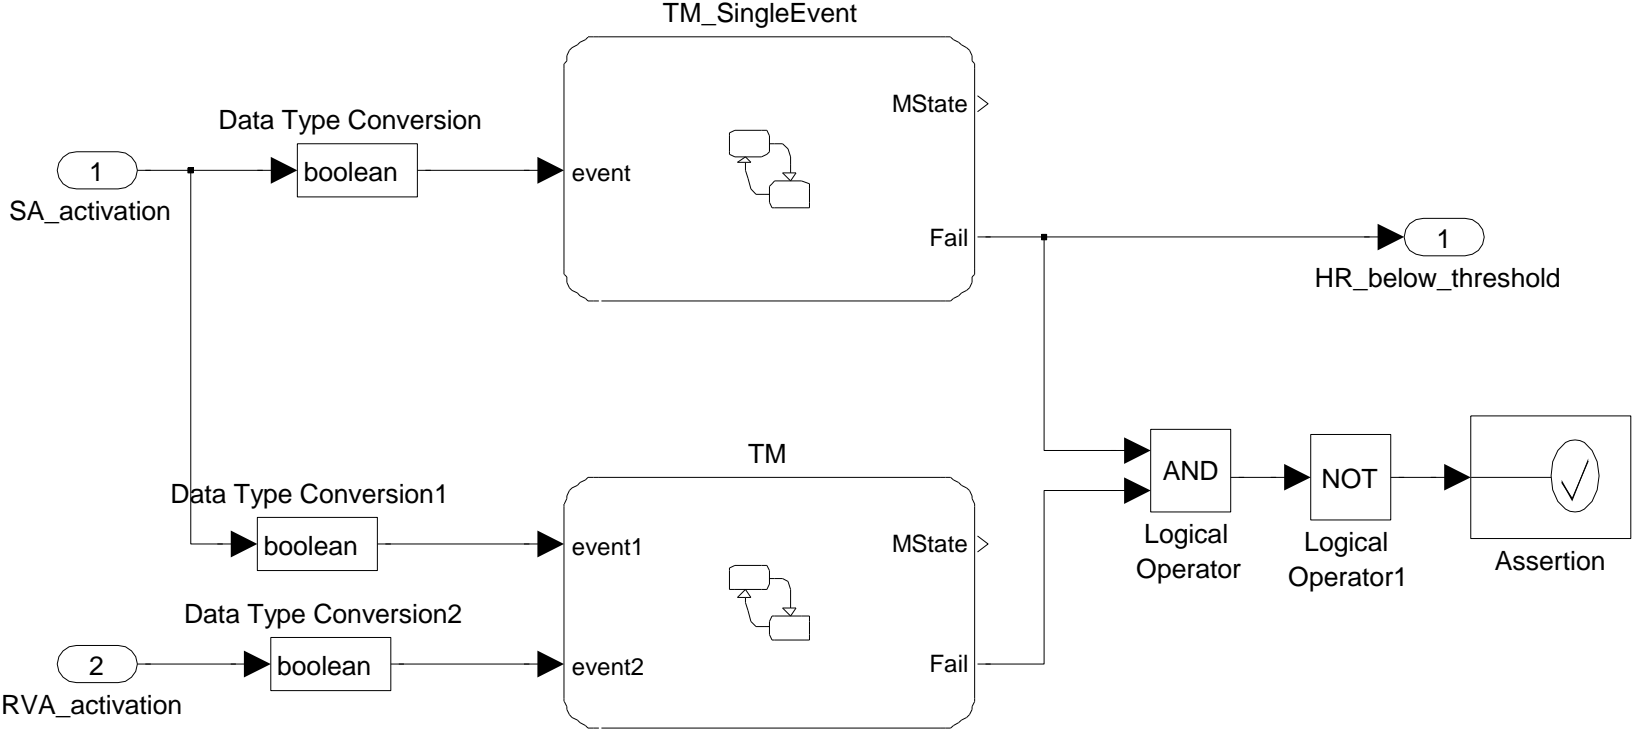 TM_SingleEvent
MState
Data Type Conversion
1
boolean
event
SA_activation
Fail
1
HR_below_threshold
TM
AND
NOT
Data Type Conversion1
boolean
event1
MState
Logical
Operator
Logical
Operator1
Assertion
Data Type Conversion2
2
boolean
event2
Fail
RVA_activation